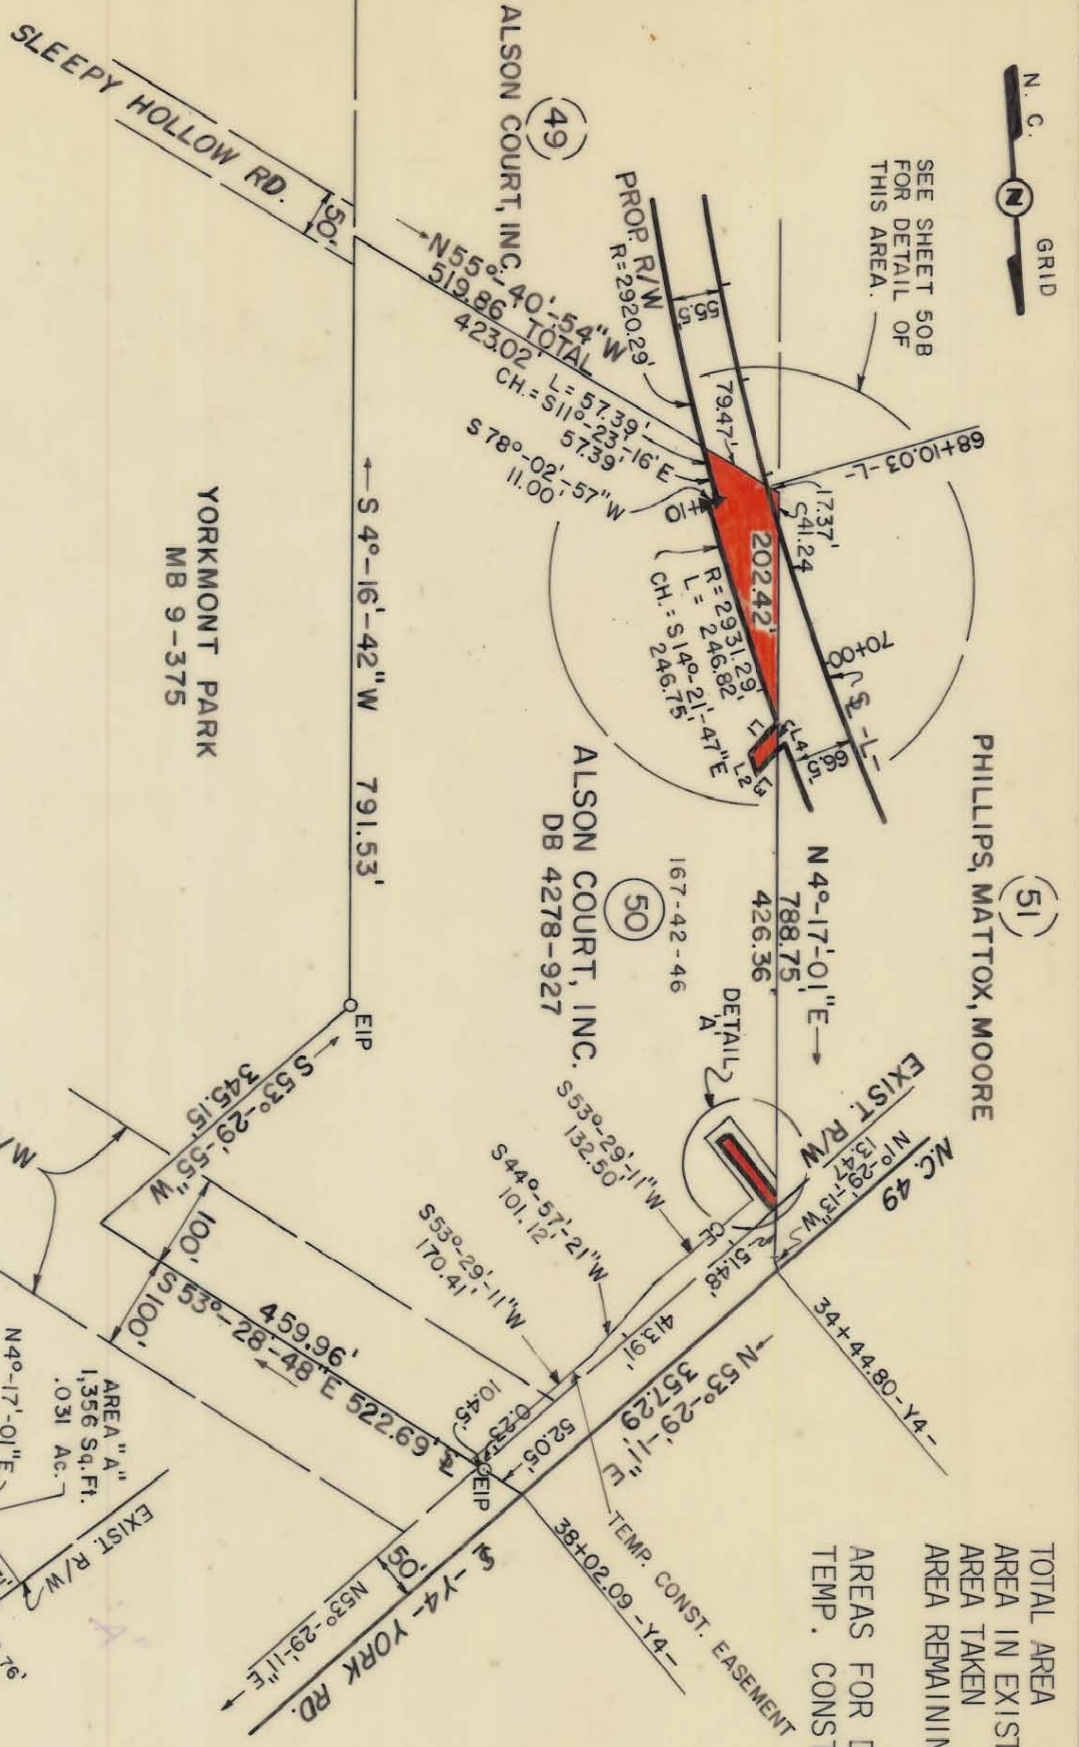 N. C.
GRID
N
SEE SHEET 50B
FOR DETAIL OF
THIS AREA.
SLEEPY HOLLOW RD.
50'
ALSON COURT, INC.
49
PROP. R/W
R=2920.29'
N55°-40'-54"W
519.86 TOTAL
423.02'
L= 57.39'
CH.= S11°-23'-16"E
57.39'
S 78°-02'-57"W
11.00'
+10
55'
79.47'
68+10.03 -L-
17.37'
S41.24
202.42'
R=2931.29'
L= 246.82'
CH.= S14°-21'-47"E
246.75'
70+00
℄ -L-
66.5'
L4
L2
L3
PHILLIPS, MATTOX, MOORE
51
S 4°-16'-42"W 791.53'
YORKMONT PARK
MB 9-375
EIP
ALSON COURT, INC.
DB 4278-927
50
167-42-46
N 4°-17'-01"E
788.75'
426.36'
DETAIL
'A'
EXIST. R/W
N1°-29'-13"W
13.47'
N.C. 49
S53°-29'-11"W
132.50'
S44°-57'-21"W
101.12'
S53°-29'-11"W
170.41'
CE
51.48'
413.91'
34+44.80 -Y4-
N 53°-29'-11"E
357.29'
S 53°-29'-55"W
345.15'
100'
100'
459.96'
S 53°-28'-48"E 522.69' ℄
10.45'
0.23'
52.05'
EIP
TEMP. CONST. EASEMENT
38+02.09 -Y4-
50'
N53°-29'-11"E
℄ -Y4- YORK RD.
AREA "A"
1,356 Sq. Ft.
.031 Ac.
N4°-17'-01"E
EXIST. R/W
76'
"A"
TOTAL AREA
AREA IN EXIST
AREA TAKEN
AREA REMAININ
AREAS FOR D
TEMP. CONST